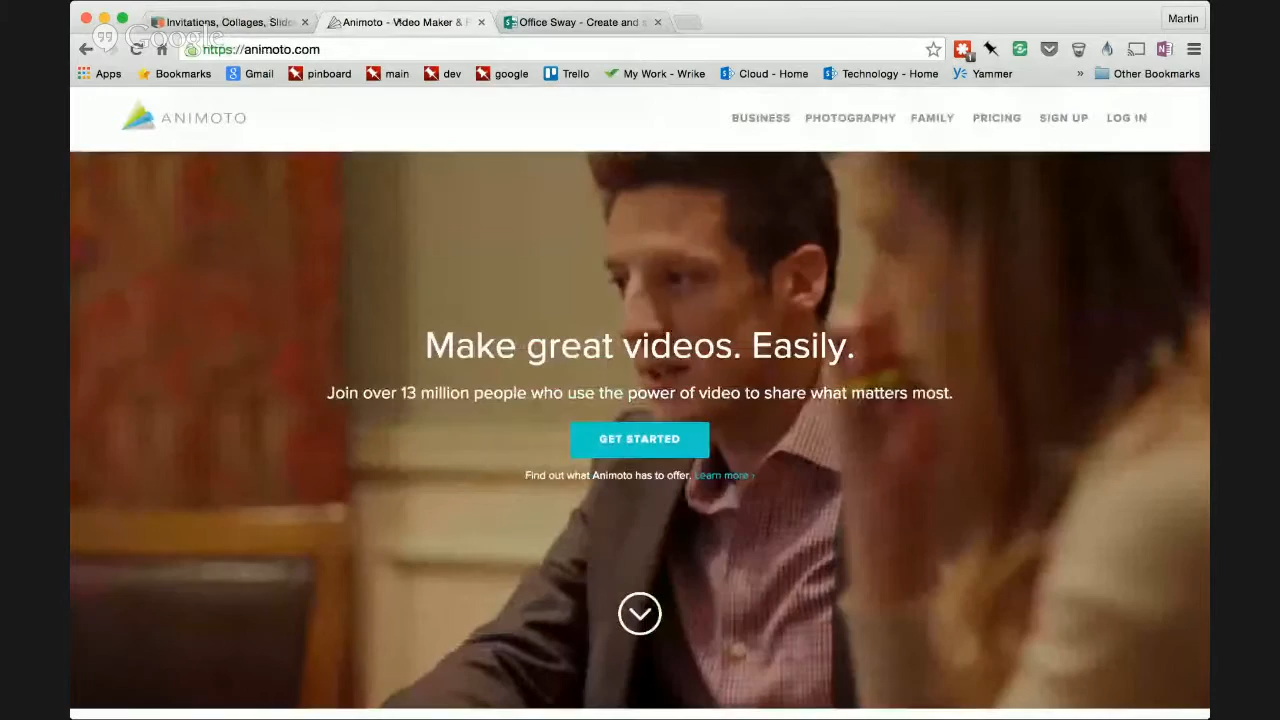 Invitations, Collages, Slid
Animoto - Video Maker &
Office Sway - Create and
Martin
Google
https://animoto.com
Apps Bookmarks Gmail pinboard main dev google Trello My Work - Wrike Cloud - Home Technology - Home Yammer » Other Bookmarks
ANIMOTO
BUSINESS PHOTOGRAPHY FAMILY PRICING SIGN UP LOG IN
Make great videos. Easily.
Join over 13 million people who use the power of video to share what matters most.
GET STARTED
Find out what Animoto has to offer. Learn more ›